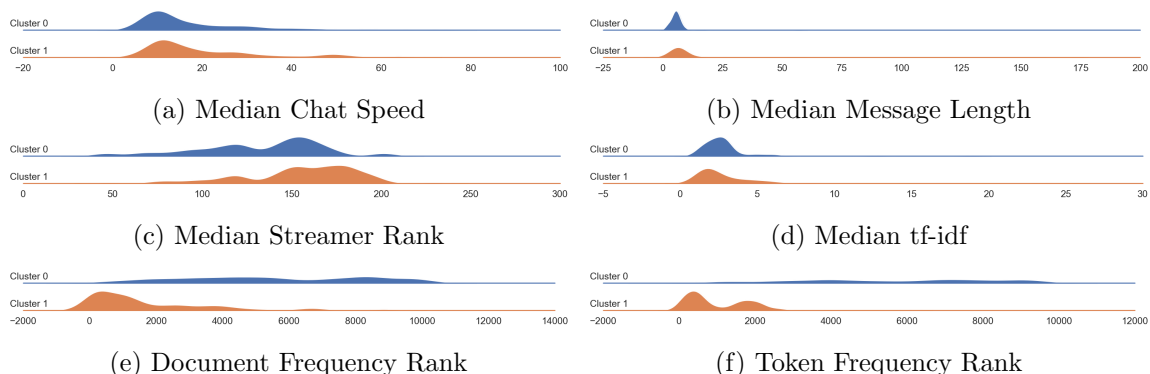 Cluster 0
Cluster 1
−20 0 20 40 60 80 100
(a) Median Chat Speed
Cluster 0
Cluster 1
−25 0 25 50 75 100 125 150 175 200
(b) Median Message Length
Cluster 0
Cluster 1
0 50 100 150 200 250 300
(c) Median Streamer Rank
Cluster 0
Cluster 1
−5 0 5 10 15 20 25 30
(d) Median tf-idf
Cluster 0
Cluster 1
−2000 0 2000 4000 6000 8000 10000 12000 14000
(e) Document Frequency Rank
Cluster 0
Cluster 1
−2000 0 2000 4000 6000 8000 10000 12000
(f) Token Frequency Rank